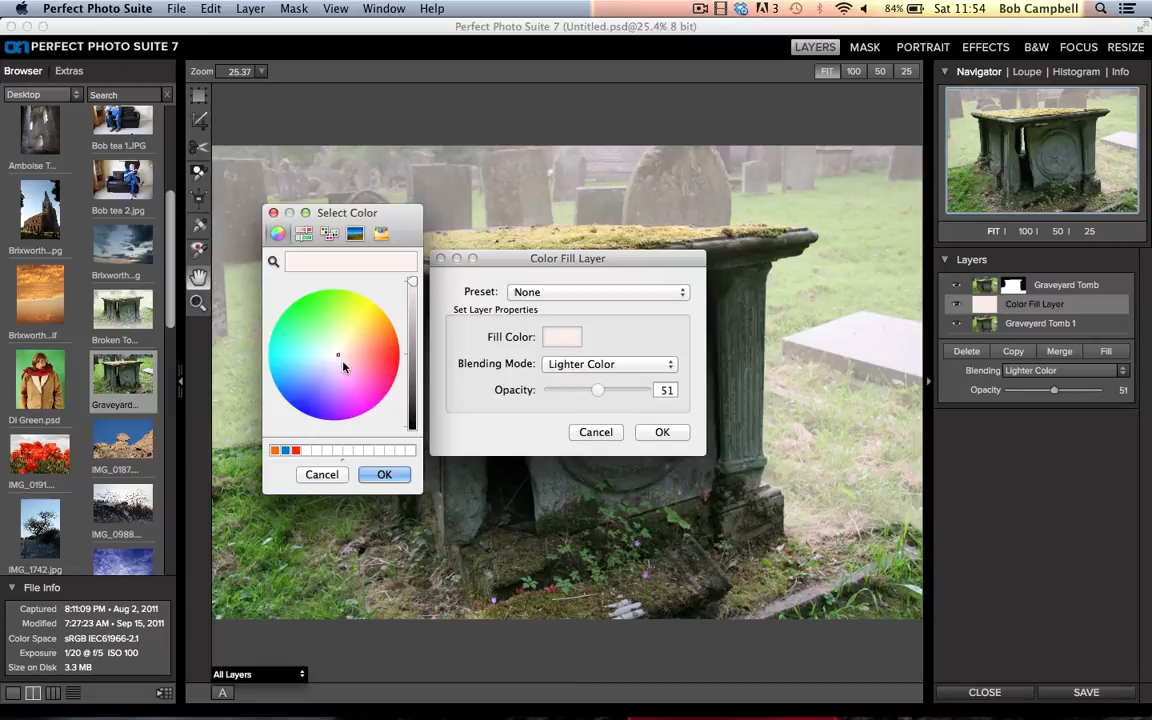 Perfect Photo Suite File Edit Layer Mask View Window Help 3 84% Sat 11:54 Bob Campbell
Perfect Photo Suite 7 (Untitled.psd@25.4% 8 bit)
on PERFECT PHOTO SUITE 7 LAYERS MASK PORTRAIT EFFECTS B&W FOCUS RESIZE
Browser Extras Zoom 25.37 FIT 100 50 25 Navigator Loupe Histogram Info
Desktop Search X
Bob tea 1.JPG
Amboise T...
Bob tea 2.jpg
Brixworth...pg
Brixworth...g
Brixworth...if
Broken To...
DI Green.psd
Graveyard...
IMG_0187...
IMG_0191....
IMG_0988....
IMG_1742.jpg
File Info
Captured 8:11:09 PM • Aug 2, 2011
Modified 7:27:23 AM • Sep 15, 2011
Color Space sRGB IEC61966-2.1
Exposure 1/20 @ f/5 ISO 100
Size on Disk 3.3 MB
Select Color
Cancel OK
Color Fill Layer
Preset: None
Set Layer Properties
Fill Color:
Blending Mode: Lighter Color
Opacity: 51
Cancel OK
All Layers
A
FIT 100 50 25
Layers
Graveyard Tomb
Color Fill Layer
Graveyard Tomb 1
Delete Copy Merge Fill
Blending Lighter Color
Opacity 51
CLOSE SAVE